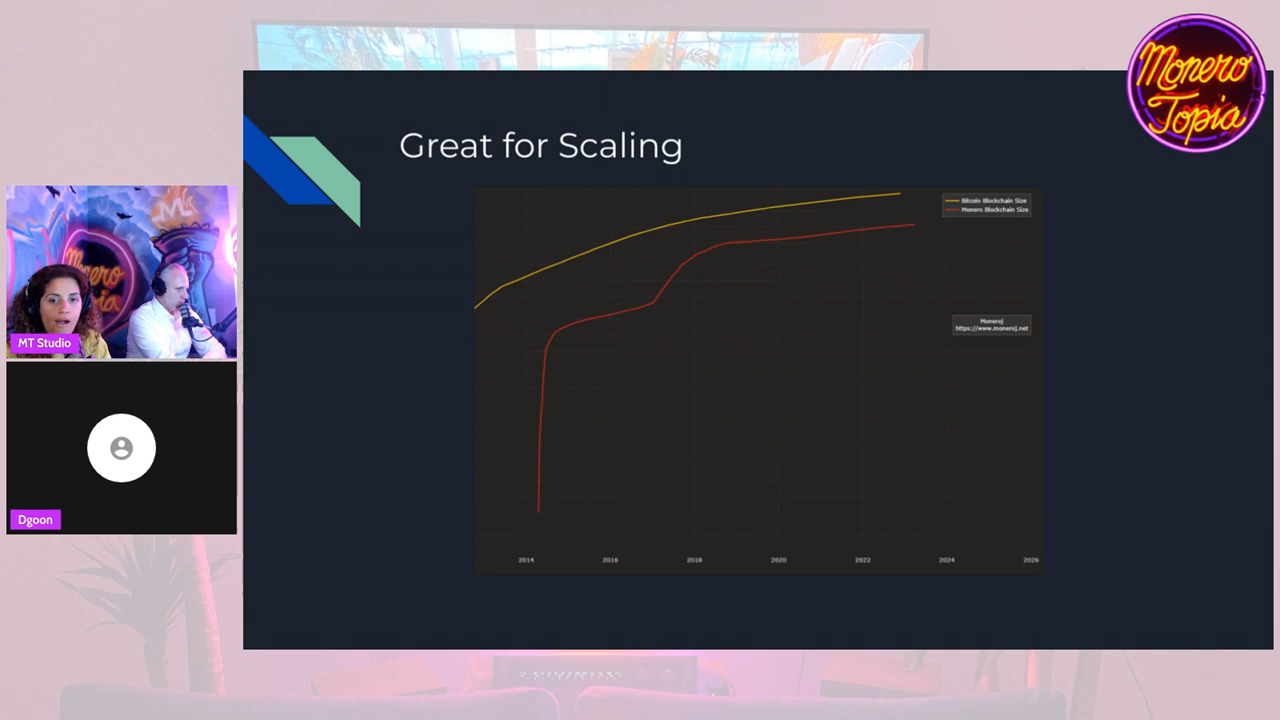 Monero
Topia
Great for Scaling
Bitcoin Blockchain Size
Monero Blockchain Size
Moneroj
https://www.moneroj.net
2014
2016
2018
2020
2022
2024
2026
MT Studio
Dgoon